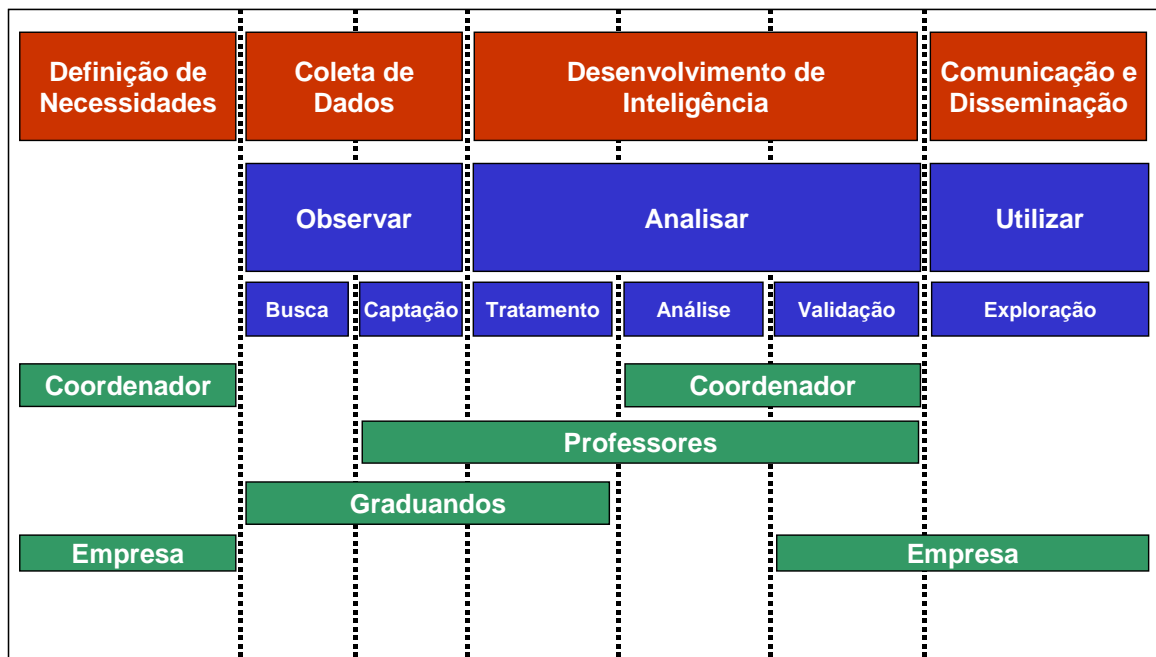 Definição de
Necessidades
Coleta de
Dados
Desenvolvimento de
Inteligência
Comunicação e
Disseminação
Observar
Analisar
Utilizar
Busca
Captação
Tratamento
Análise
Validação
Exploração
Coordenador
Coordenador
Professores
Graduandos
Empresa
Empresa